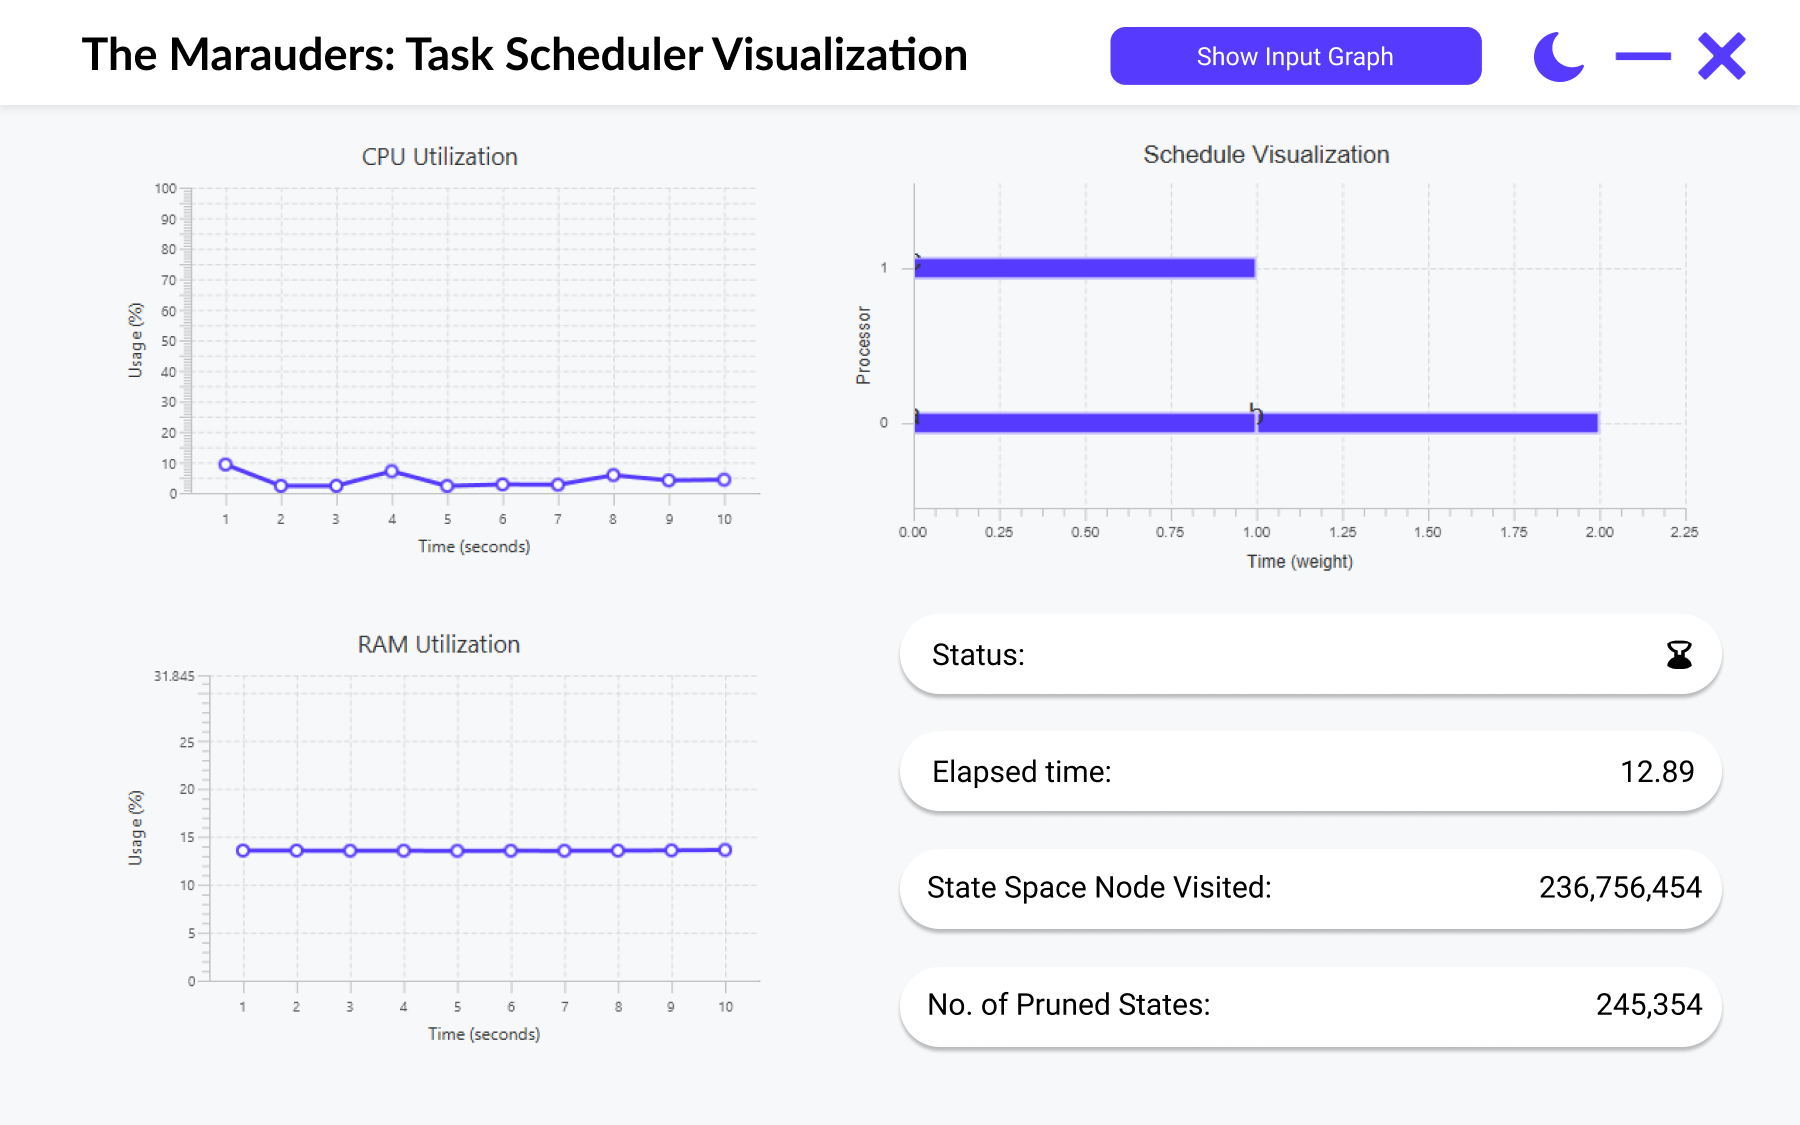 The Marauders: Task Scheduler Visualization
Show Input Graph
CPU Utilization
100
90
80
70
60
50
40
30
20
10
0
Usage (%)
1 2 3 4 5 6 7 8 9 10
Time (seconds)
Schedule Visualization
1
0
Processor
b
0.00 0.25 0.50 0.75 1.00 1.25 1.50 1.75 2.00 2.25
Time (weight)
RAM Utilization
31.845
25
20
15
10
5
0
Usage (%)
1 2 3 4 5 6 7 8 9 10
Time (seconds)
Status:
Elapsed time: 12.89
State Space Node Visited: 236,756,454
No. of Pruned States: 245,354